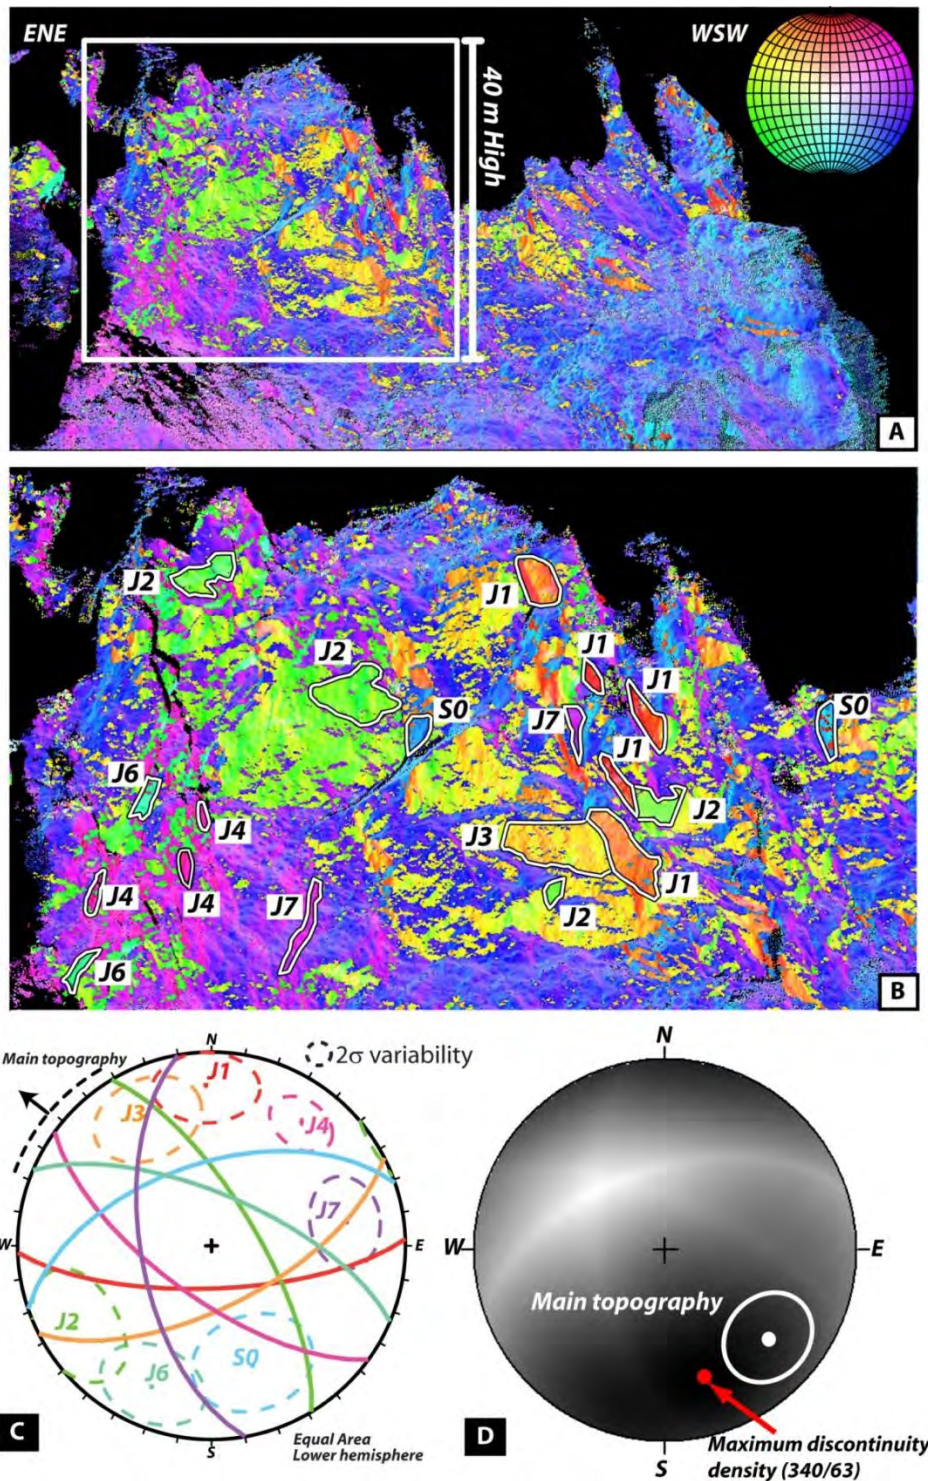 ENE
WSW
40 m High
A
J2
J1
J2
J1
J1
S0
J7
S0
J1
J6
J4
J2
J3
J4
J4
J7
J1
J2
J6
B
N
Main topography
2σ variability
J1
J3
J4
J7
W
E
J2
J6
S0
S
C
Equal Area
Lower hemisphere
N
W
E
Main topography
D
S
Maximum discontinuity
density (340/63)